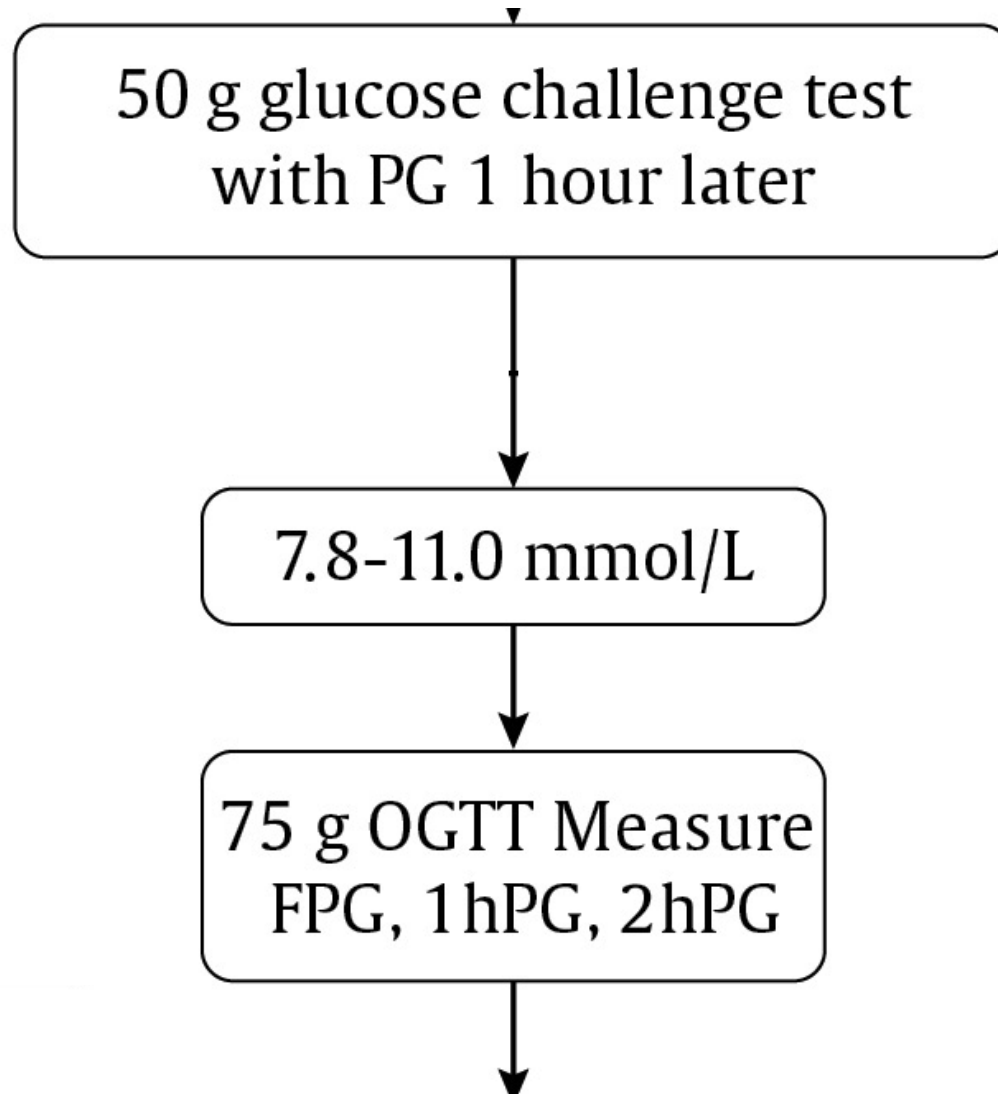 50 g glucose challenge test
with PG 1 hour later
7.8-11.0 mmol/L
75 g OGTT Measure
FPG, 1hPG, 2hPG